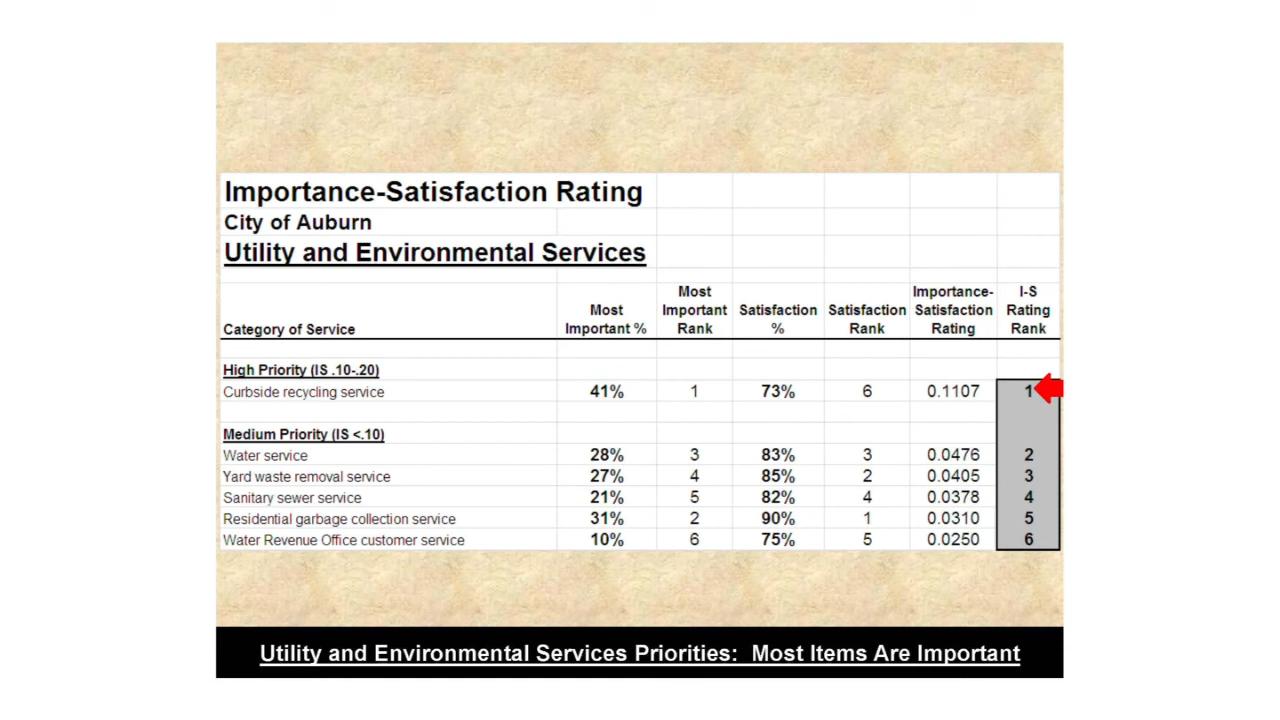 Importance-Satisfaction Rating
City of Auburn
Utility and Environmental Services
Category of Service Most Important % Most Important Rank Satisfaction % Satisfaction Rank Importance-Satisfaction Rating I-S Rating Rank
High Priority (IS .10-.20)
Curbside recycling service 41% 1 73% 6 0.1107 1
Medium Priority (IS <.10)
Water service 28% 3 83% 3 0.0476 2
Yard waste removal service 27% 4 85% 2 0.0405 3
Sanitary sewer service 21% 5 82% 4 0.0378 4
Residential garbage collection service 31% 2 90% 1 0.0310 5
Water Revenue Office customer service 10% 6 75% 5 0.0250 6
Utility and Environmental Services Priorities: Most Items Are Important